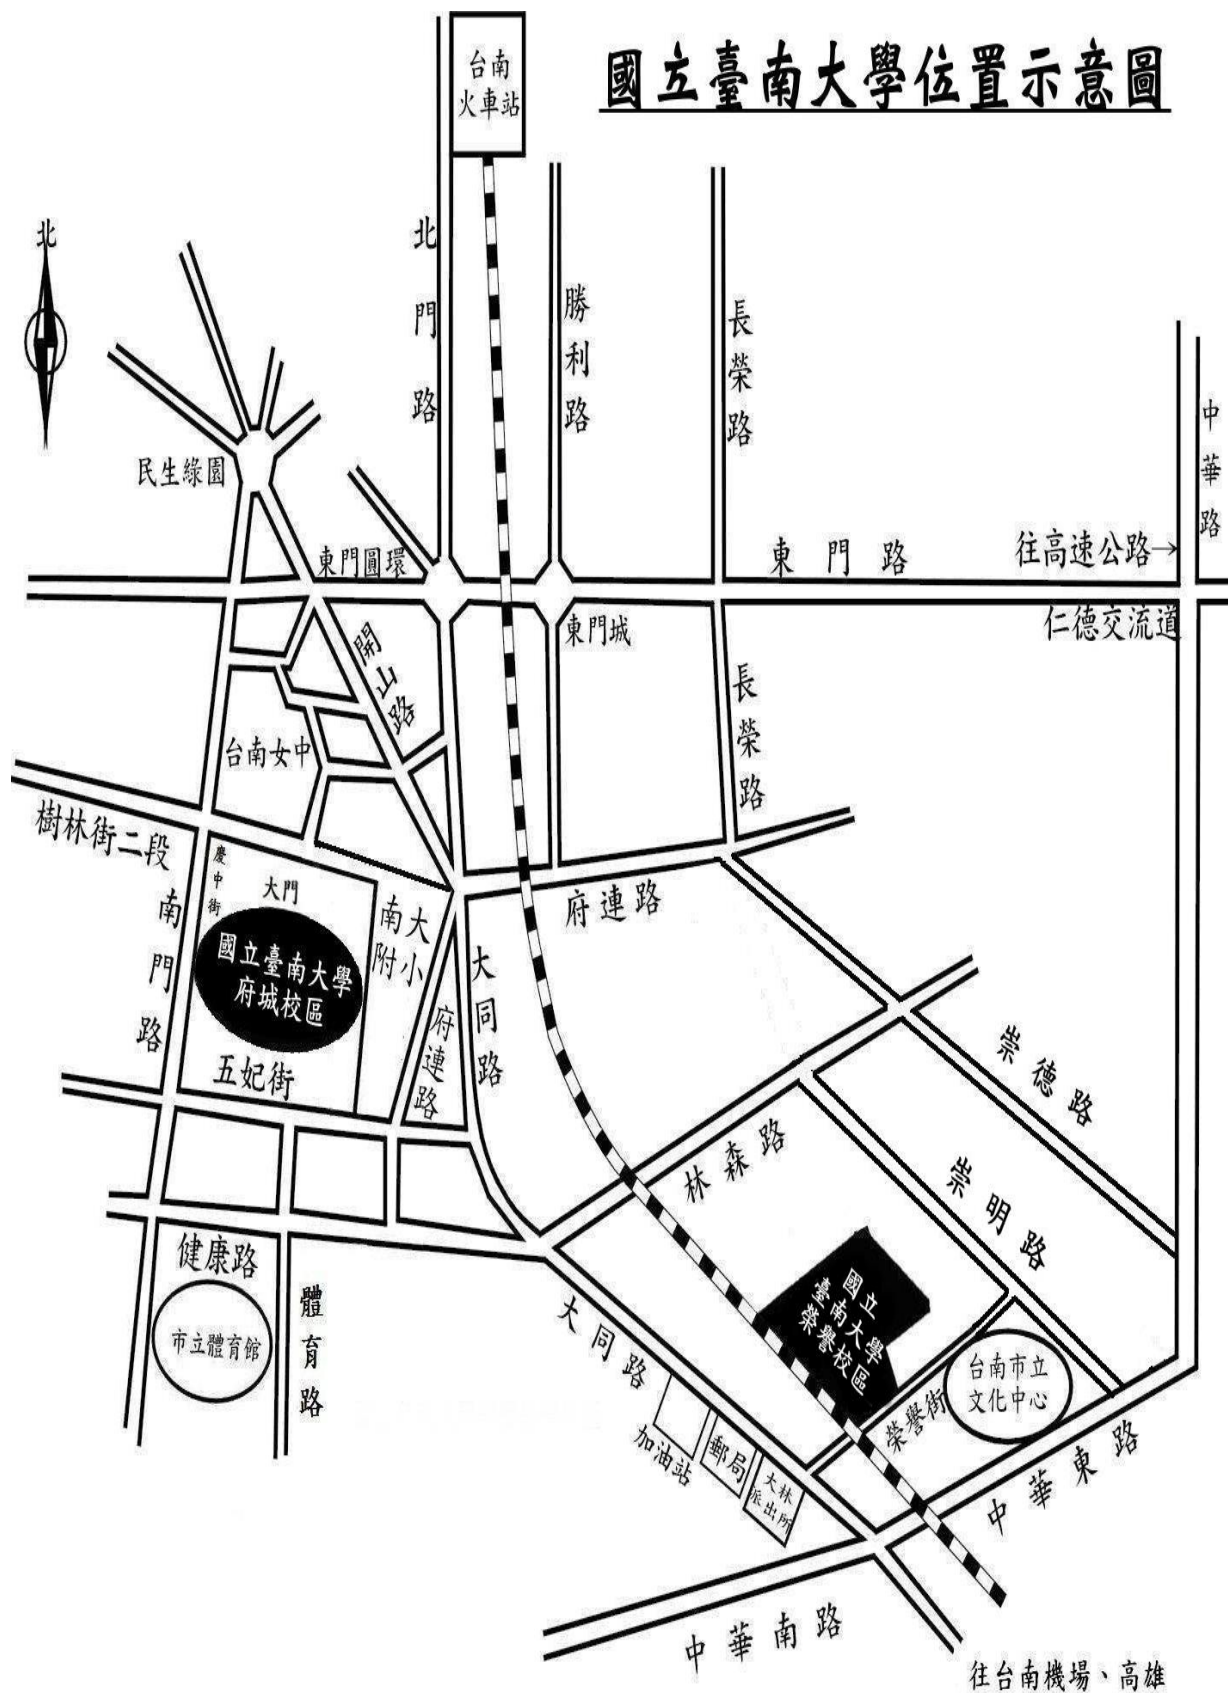 國立臺南大學位置示意圖
台南
火車站
北
北門路
勝利路
長榮路
中華路
民生綠園
東門圓環
東門路
往高速公路→
仁德交流道
東門城
開山路
長榮路
台南女中
樹林街二段
慶中街
大門
南門路
南大
附小
府連路
國立臺南大學
府城校區
大同路
府連路
五妃街
崇德路
林森路
崇明路
健康路
市立體育館
體育路
大同路
國立
臺南大學
榮譽校區
台南市立
文化中心
榮譽街
加油站
郵局
大林
派出所
中華東路
中華南路
往台南機場、高雄